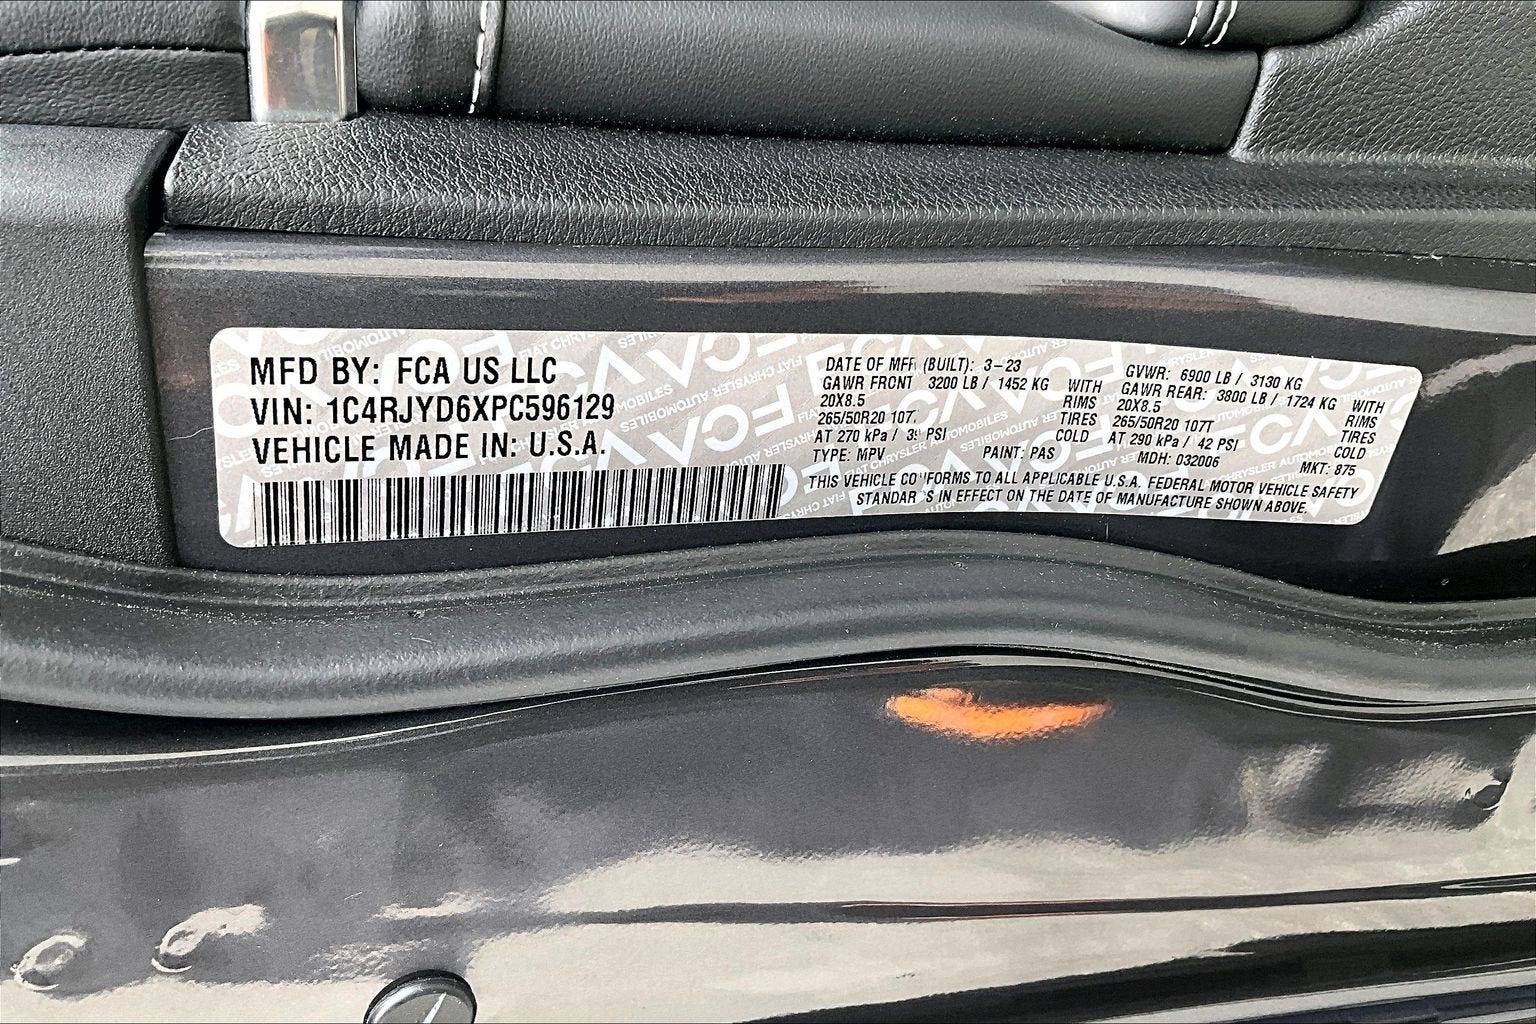 MFD BY: FCA US LLC
VIN: 1C4RJYD6XPC596129
VEHICLE MADE IN: U.S.A.
DATE OF MFR (BUILT): 3-23
GAWR FRONT 3200 LB / 1452 KG WITH
20X8.5 RIMS
265/50R20 TIRES
AT 270 kPa / PSI COLD
TYPE: MPV PAINT: PAS
GVWR: 6900 LB / 3130 KG
GAWR REAR: 3800 LB / 1724 KG WITH
20X8.5 RIMS
265/50R20 107T TIRES
AT 290 kPa / 42 PSI COLD
MDH: 032006 MKT: 875
THIS VEHICLE CONFORMS TO ALL APPLICABLE U.S.A. FEDERAL MOTOR VEHICLE SAFETY
STANDARDS IN EFFECT ON THE DATE OF MANUFACTURE SHOWN ABOVE.